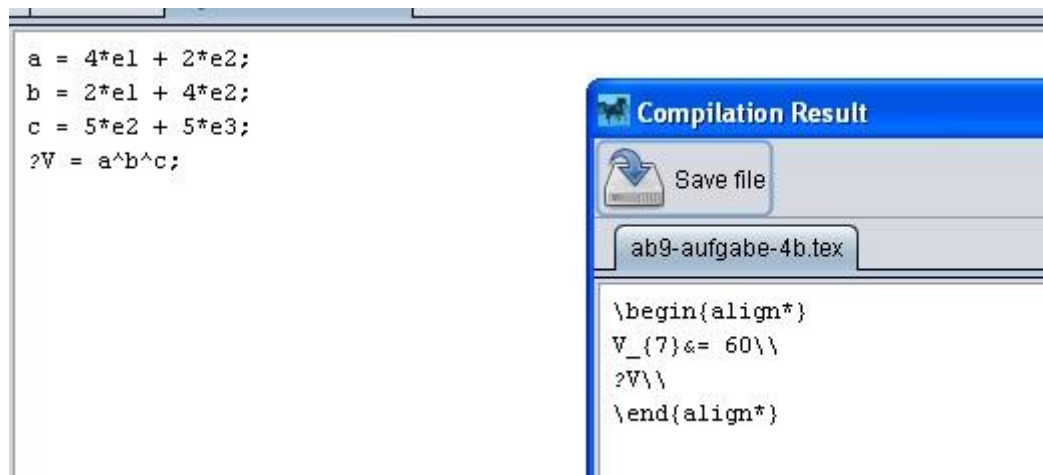 a = 4*e1 + 2*e2;
b = 2*e1 + 4*e2;
c = 5*e2 + 5*e3;
?V = a^b^c;
Compilation Result
Save file
ab9-aufgabe-4b.tex
\begin{align*}
V_{7}&= 60\\
?V\\
\end{align*}